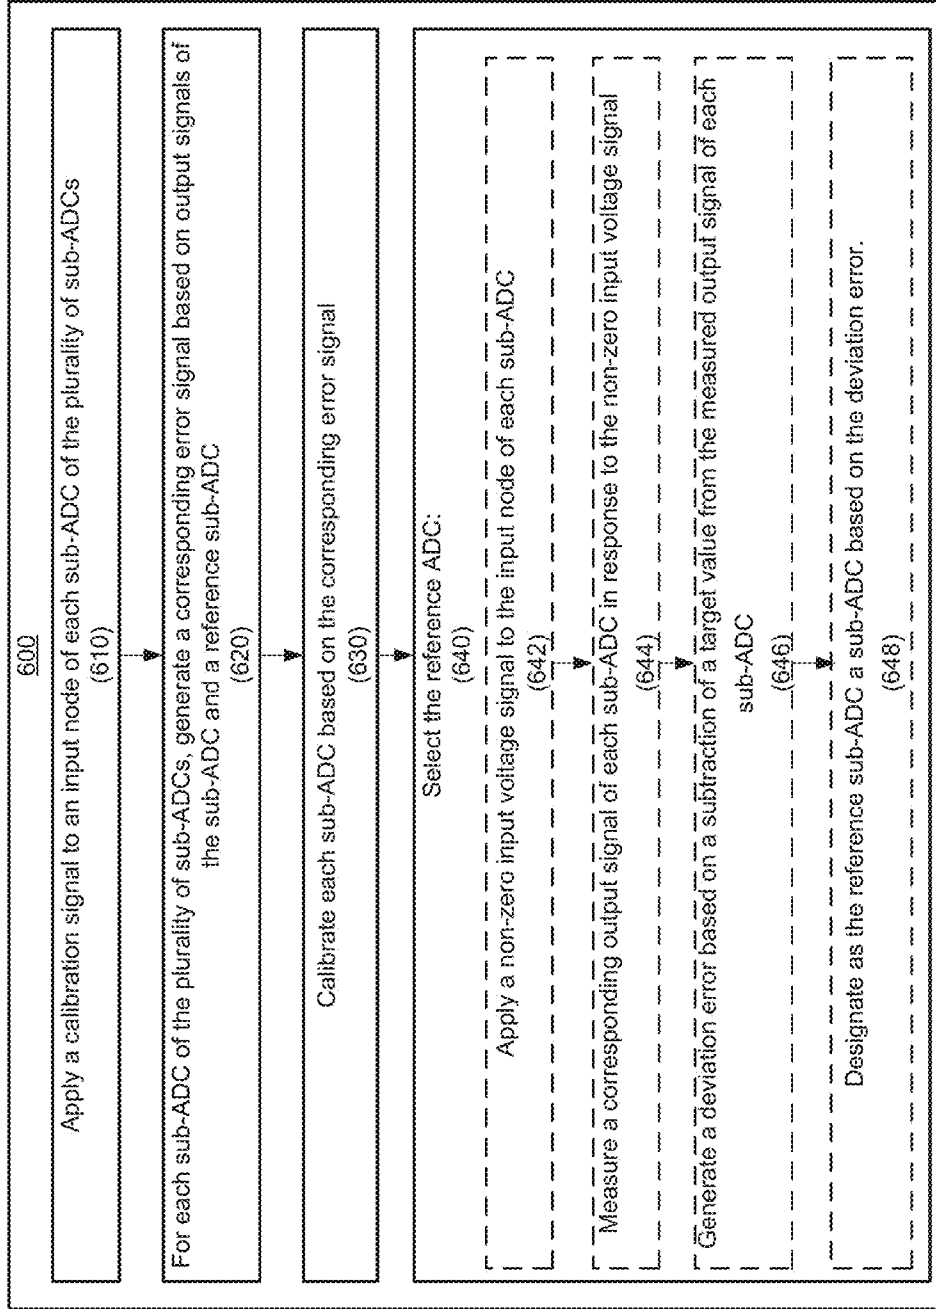 600
Apply a calibration signal to an input node of each sub-ADC of the plurality of sub-ADCs
(610)
For each sub-ADC of the plurality of sub-ADCs, generate a corresponding error signal based on output signals of
the sub-ADC and a reference sub-ADC
(620)
Calibrate each sub-ADC based on the corresponding error signal
(630)
Select the reference ADC:
(640)
Apply a non-zero input voltage signal to the input node of each sub-ADC
(642)
Measure a corresponding output signal of each sub-ADC in response to the non-zero input voltage signal
(644)
Generate a deviation error based on a subtraction of a target value from the measured output signal of each
sub-ADC
(646)
Designate as the reference sub-ADC a sub-ADC based on the deviation error.
(648)